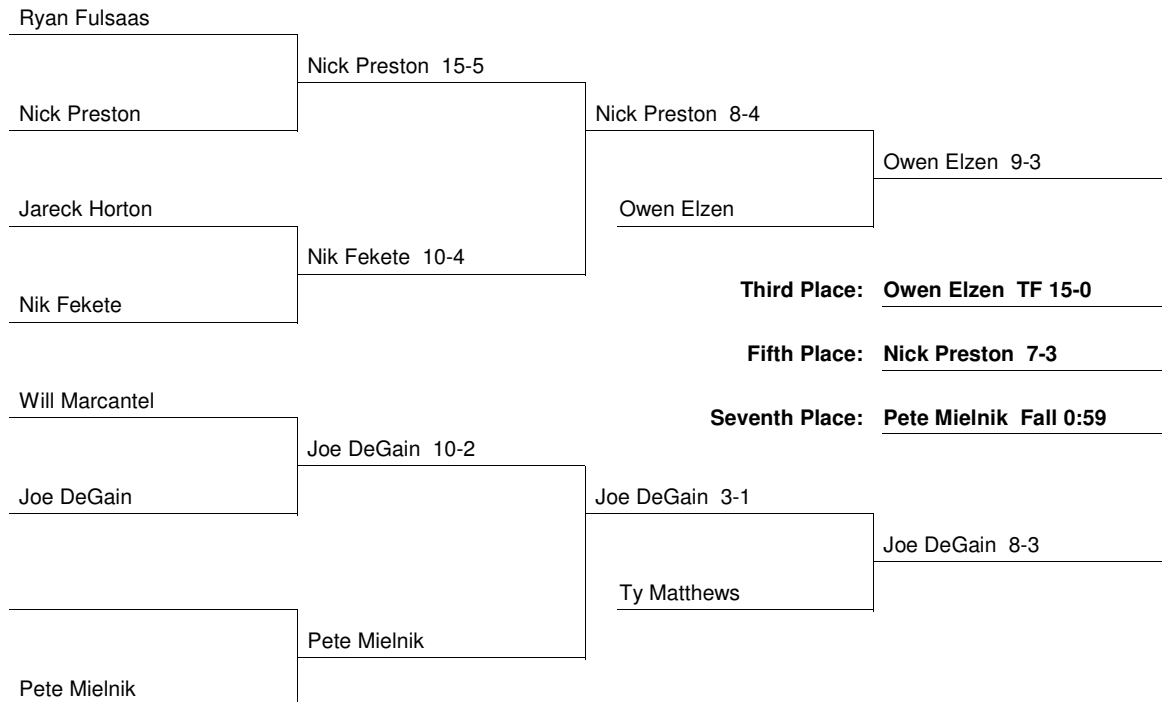 Ryan Fulsaas
Nick Preston 15-5
Nick Preston
Nick Preston 8-4
Owen Elzen 9-3
Jareck Horton
Owen Elzen
Nik Fekete 10-4
Third Place: Owen Elzen TF 15-0
Nik Fekete
Fifth Place: Nick Preston 7-3
Will Marcantel
Seventh Place: Pete Mielnik Fall 0:59
Joe DeGain 10-2
Joe DeGain
Joe DeGain 3-1
Joe DeGain 8-3
Ty Matthews
Pete Mielnik
Pete Mielnik